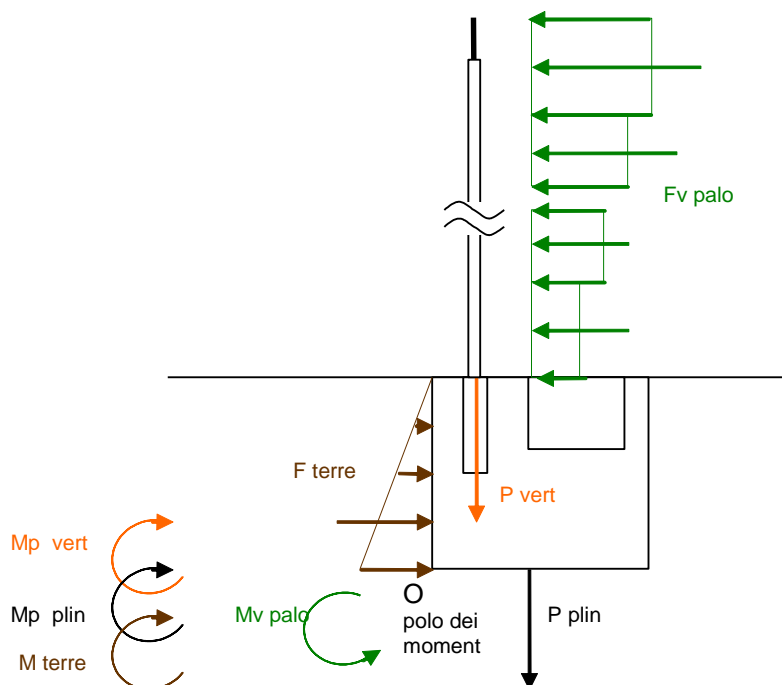 Fv palo
F terre
P vert
Mp vert
O
Mp plin
Mv palo
polo dei
moment
P plin
M terre